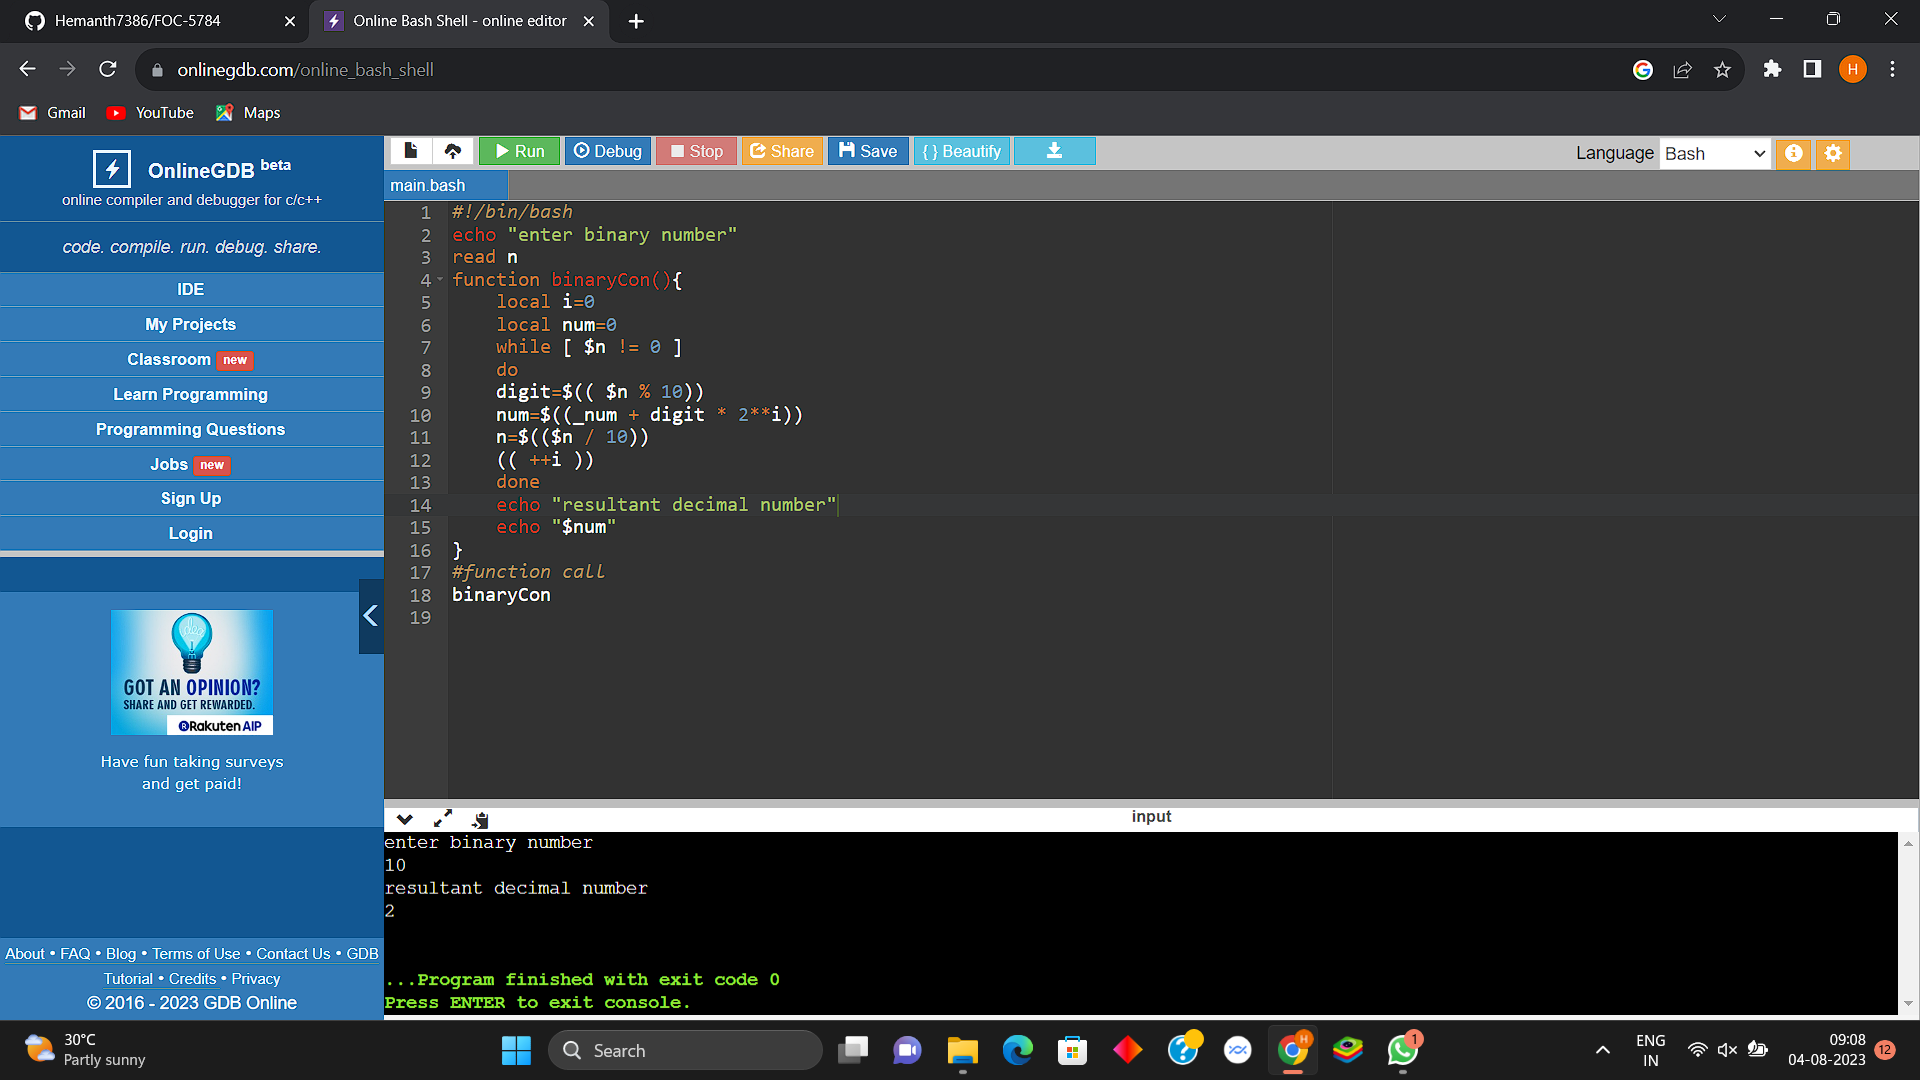 Hemanth7386/FOC-5784
Online Bash Shell - online editor
onlinegdb.com/online_bash_shell
H
Gmail
YouTube
Maps
OnlineGDB beta
online compiler and debugger for c/c++
code. compile. run. debug. share.
IDE
My Projects
Classroom new
Learn Programming
Programming Questions
Jobs new
Sign Up
Login
idea
GOT AN OPINION?
SHARE AND GET REWARDED.
Rakuten AIP
Have fun taking surveys
and get paid!
About • FAQ • Blog • Terms of Use • Contact Us • GDB
Tutorial • Credits • Privacy
© 2016 - 2023 GDB Online
Run
Debug
Stop
Share
Save
{ } Beautify
Language
Bash
main.bash
1 #!/bin/bash
2 echo "enter binary number"
3 read n
4 function binaryCon(){
5 local i=0
6 local num=0
7 while [ $n != 0 ]
8 do
9 digit=$(( $n % 10))
10 num=$((_num + digit * 2**i))
11 n=$(($n / 10))
12 (( ++i ))
13 done
14 echo "resultant decimal number"
15 echo "$num"
16 }
17 #function call
18 binaryCon
19
input
enter binary number
10
resultant decimal number
2
...Program finished with exit code 0
Press ENTER to exit console.
30°C
Partly sunny
Search
H
1
ENG
IN
09:08
04-08-2023
12